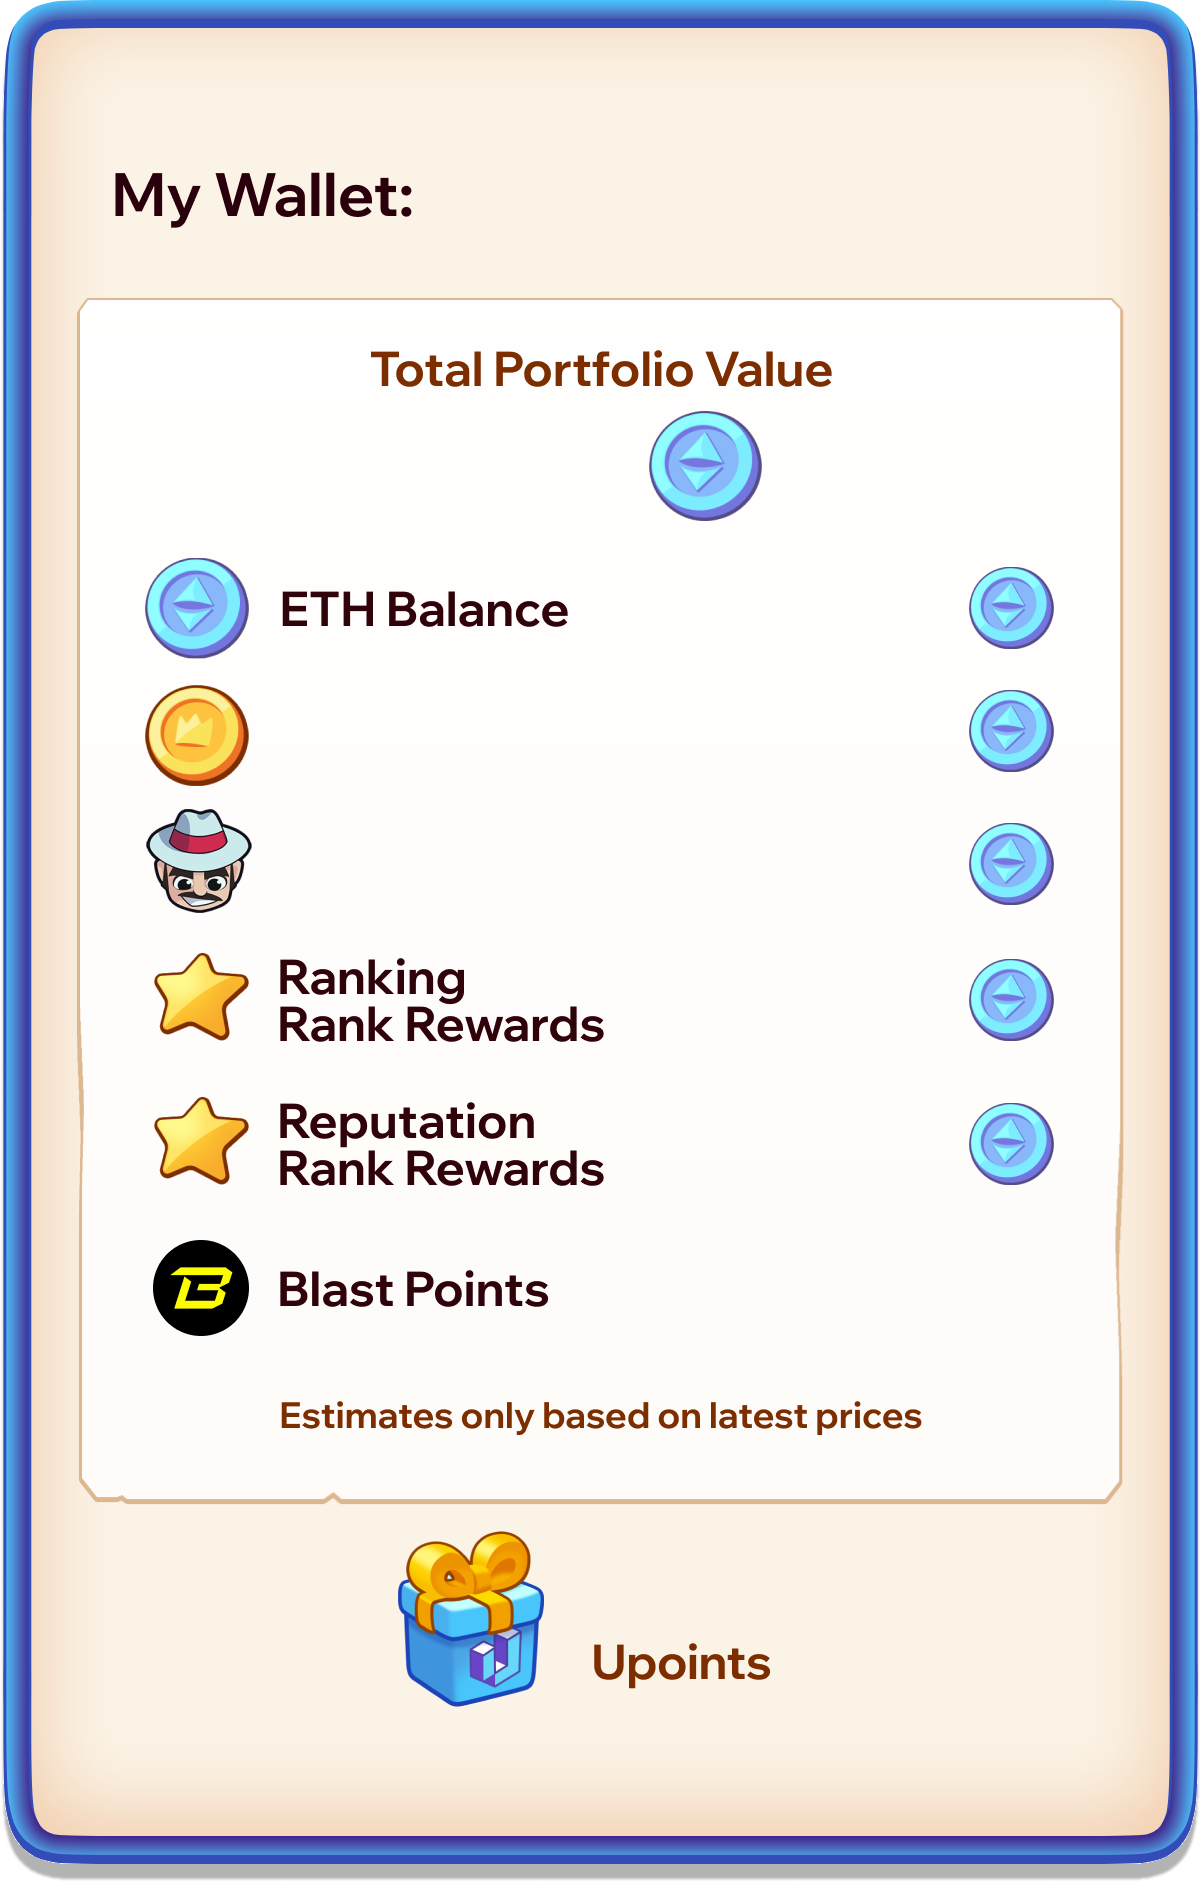 My Wallet:
Total Portfolio Value
ETH Balance
Ranking
Rank Rewards
Reputation
Rank Rewards
Blast Points
Estimates only based on latest prices
Upoints